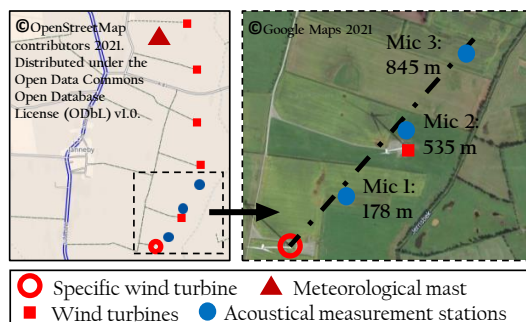 ©OpenStreetMap
contributors 2021.
Distributed under the
Open Data Commons
Open Database
License (ODbL) v1.0.
©Google Maps 2021
Mic 3:
845 m
Mic 2:
535 m
Mic 1:
178 m
Specific wind turbine
Meteorological mast
Wind turbines
Acoustical measurement stations